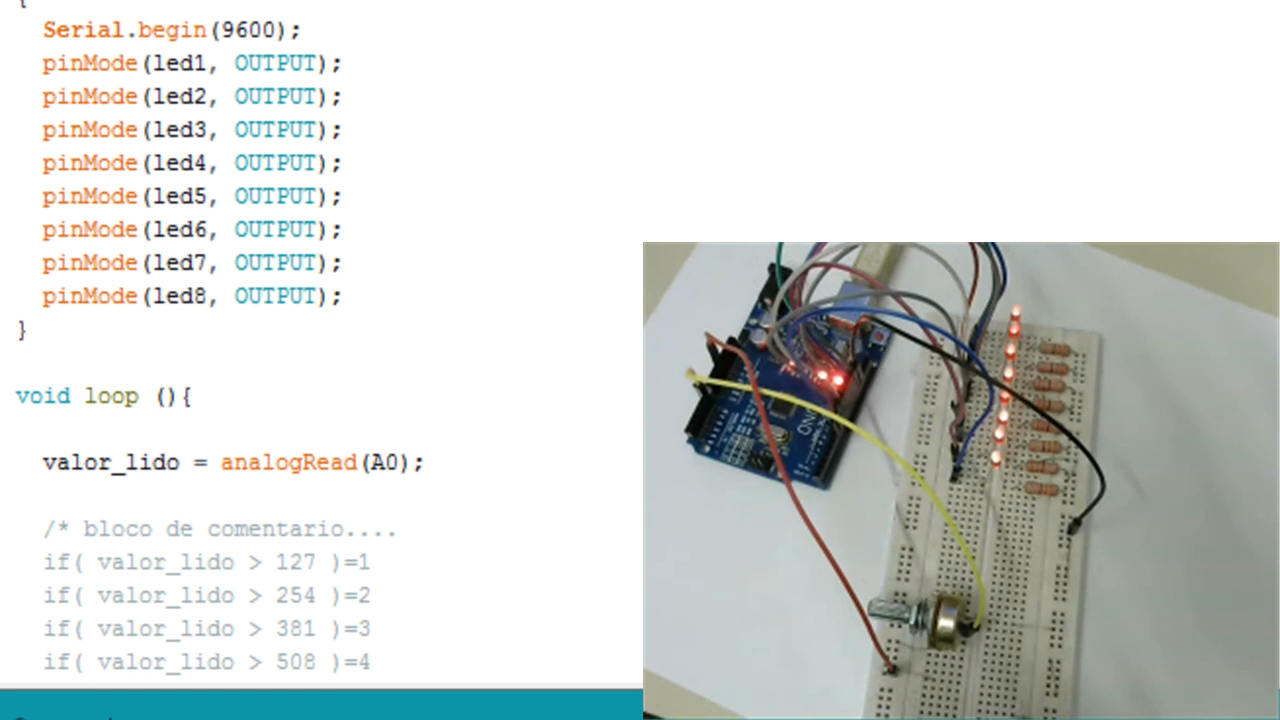 {
Serial.begin(9600);
pinMode(led1, OUTPUT);
pinMode(led2, OUTPUT);
pinMode(led3, OUTPUT);
pinMode(led4, OUTPUT);
pinMode(led5, OUTPUT);
pinMode(led6, OUTPUT);
pinMode(led7, OUTPUT);
pinMode(led8, OUTPUT);
}
void loop (){
valor_lido = analogRead(A0);
/* bloco de comentario....
if( valor_lido > 127 )=1
if( valor_lido > 254 )=2
if( valor_lido > 381 )=3
if( valor_lido > 508 )=4
UNO